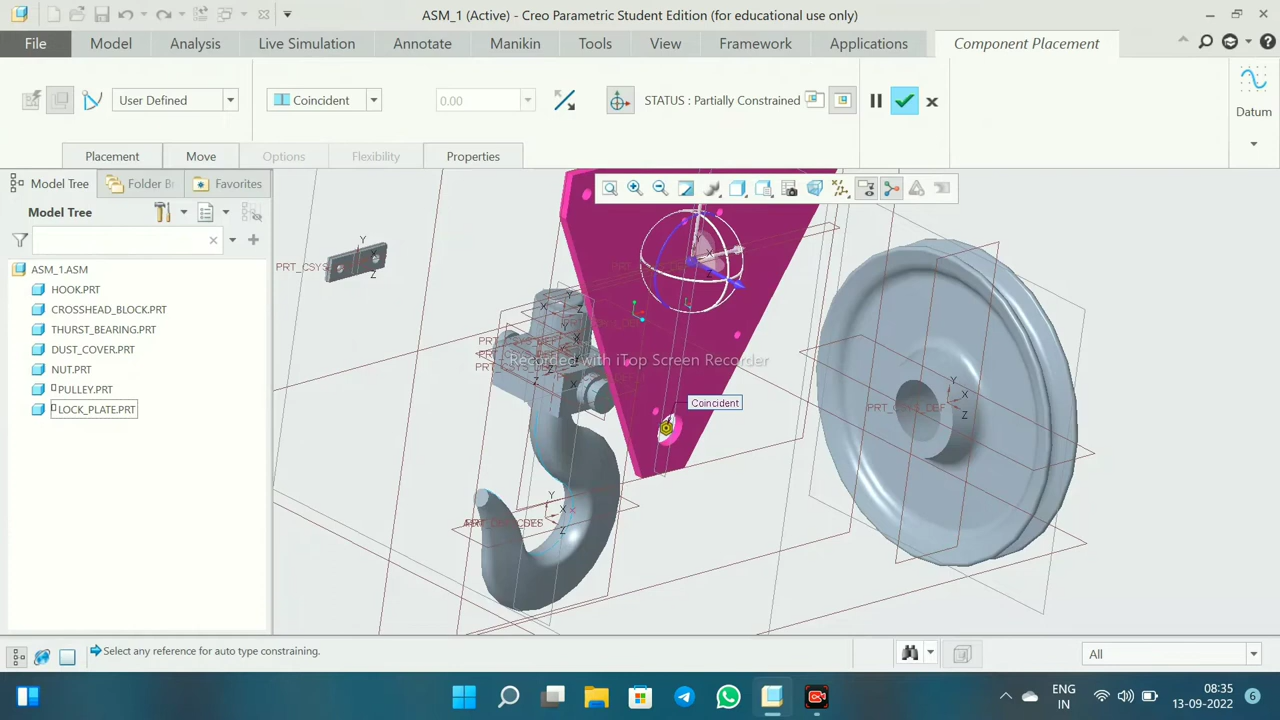 ASM_1 (Active) - Creo Parametric Student Edition (for educational use only)
File Model Analysis Live Simulation Annotate Manikin Tools View Framework Applications Component Placement
User Defined Coincident 0.00 STATUS : Partially Constrained
Datum
Placement Move Options Flexibility Properties
Model Tree Folder B Favorites
Model Tree
ASM_1.ASM
HOOK.PRT
CROSSHEAD_BLOCK.PRT
THURST_BEARING.PRT
DUST_COVER.PRT
NUT.PRT
PULLEY.PRT
LOCK_PLATE.PRT
Y
PRT_CSYS_ X
Z
X
Z
X Z
Recorded with iTop Screen Recorder
Coincident
Y
PRT_CSYS_DEF X
Z
Y
X
Z
Select any reference for auto type constraining.
All
ENG
IN
08:35
13-09-2022
6